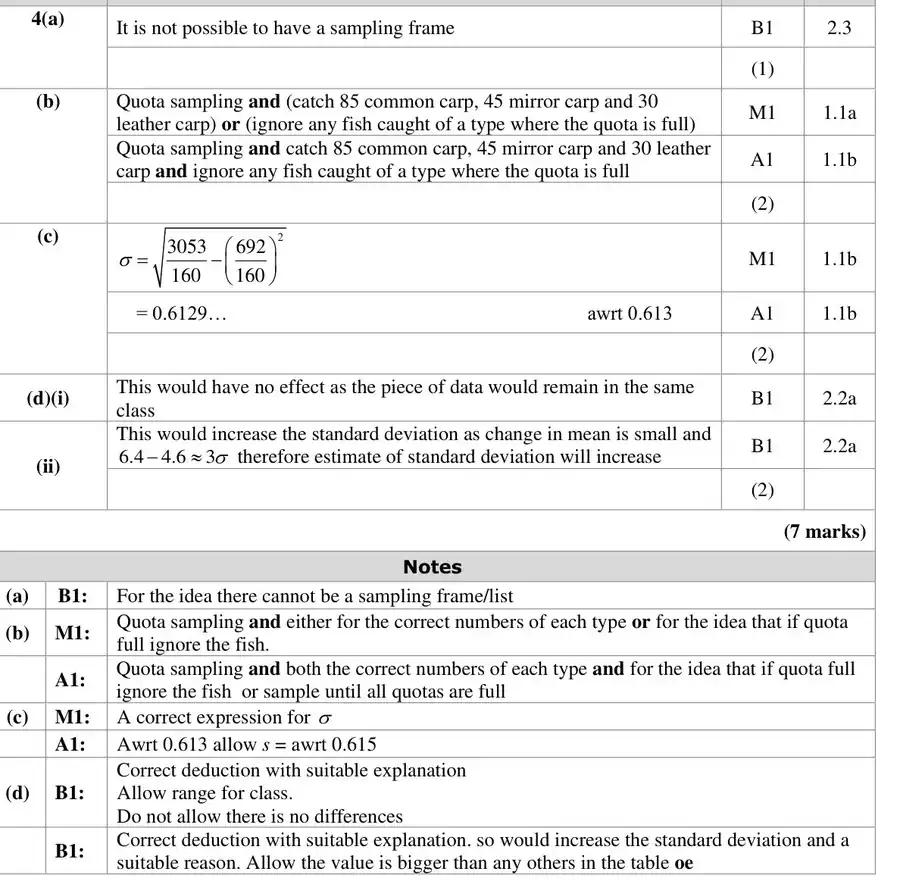 4(a) It is not possible to have a sampling frame B1 2.3
(1)
(b) Quota sampling and (catch 85 common carp, 45 mirror carp and 30
leather carp) or (ignore any fish caught of a type where the quota is full) M1 1.1a
Quota sampling and catch 85 common carp, 45 mirror carp and 30 leather
carp and ignore any fish caught of a type where the quota is full A1 1.1b
(2)
(c) σ = √(3053/160 − (692/160)²) M1 1.1b
= 0.6129… awrt 0.613 A1 1.1b
(2)
(d)(i) This would have no effect as the piece of data would remain in the same
class B1 2.2a
(ii) This would increase the standard deviation as change in mean is small and
6.4 − 4.6 ≈ 3σ therefore estimate of standard deviation will increase B1 2.2a
(2)
(7 marks)
Notes
(a) B1: For the idea there cannot be a sampling frame/list
(b) M1: Quota sampling and either for the correct numbers of each type or for the idea that if quota
full ignore the fish.
A1: Quota sampling and both the correct numbers of each type and for the idea that if quota full
ignore the fish or sample until all quotas are full
(c) M1: A correct expression for σ
A1: Awrt 0.613 allow s = awrt 0.615
(d) B1: Correct deduction with suitable explanation
Allow range for class.
Do not allow there is no differences
B1: Correct deduction with suitable explanation. so would increase the standard deviation and a
suitable reason. Allow the value is bigger than any others in the table oe